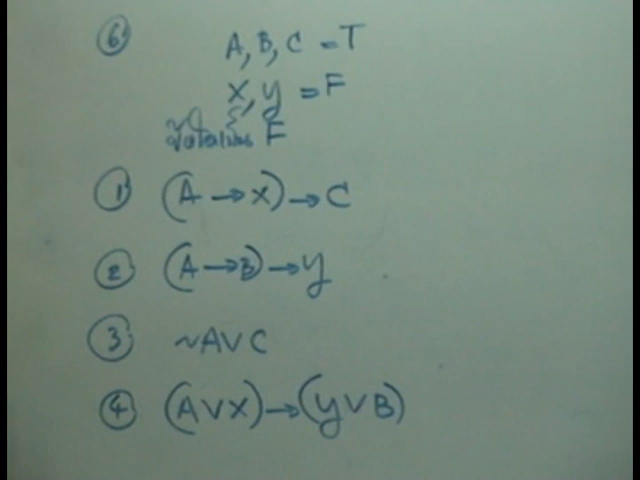 ⑥ A, B, C = T
X, Y = F
ข้อใดเป็น F
① (A → X) → C
② (A → B) → Y
③ ~A ∨ C
④ (A ∨ X) → (Y ∨ B)